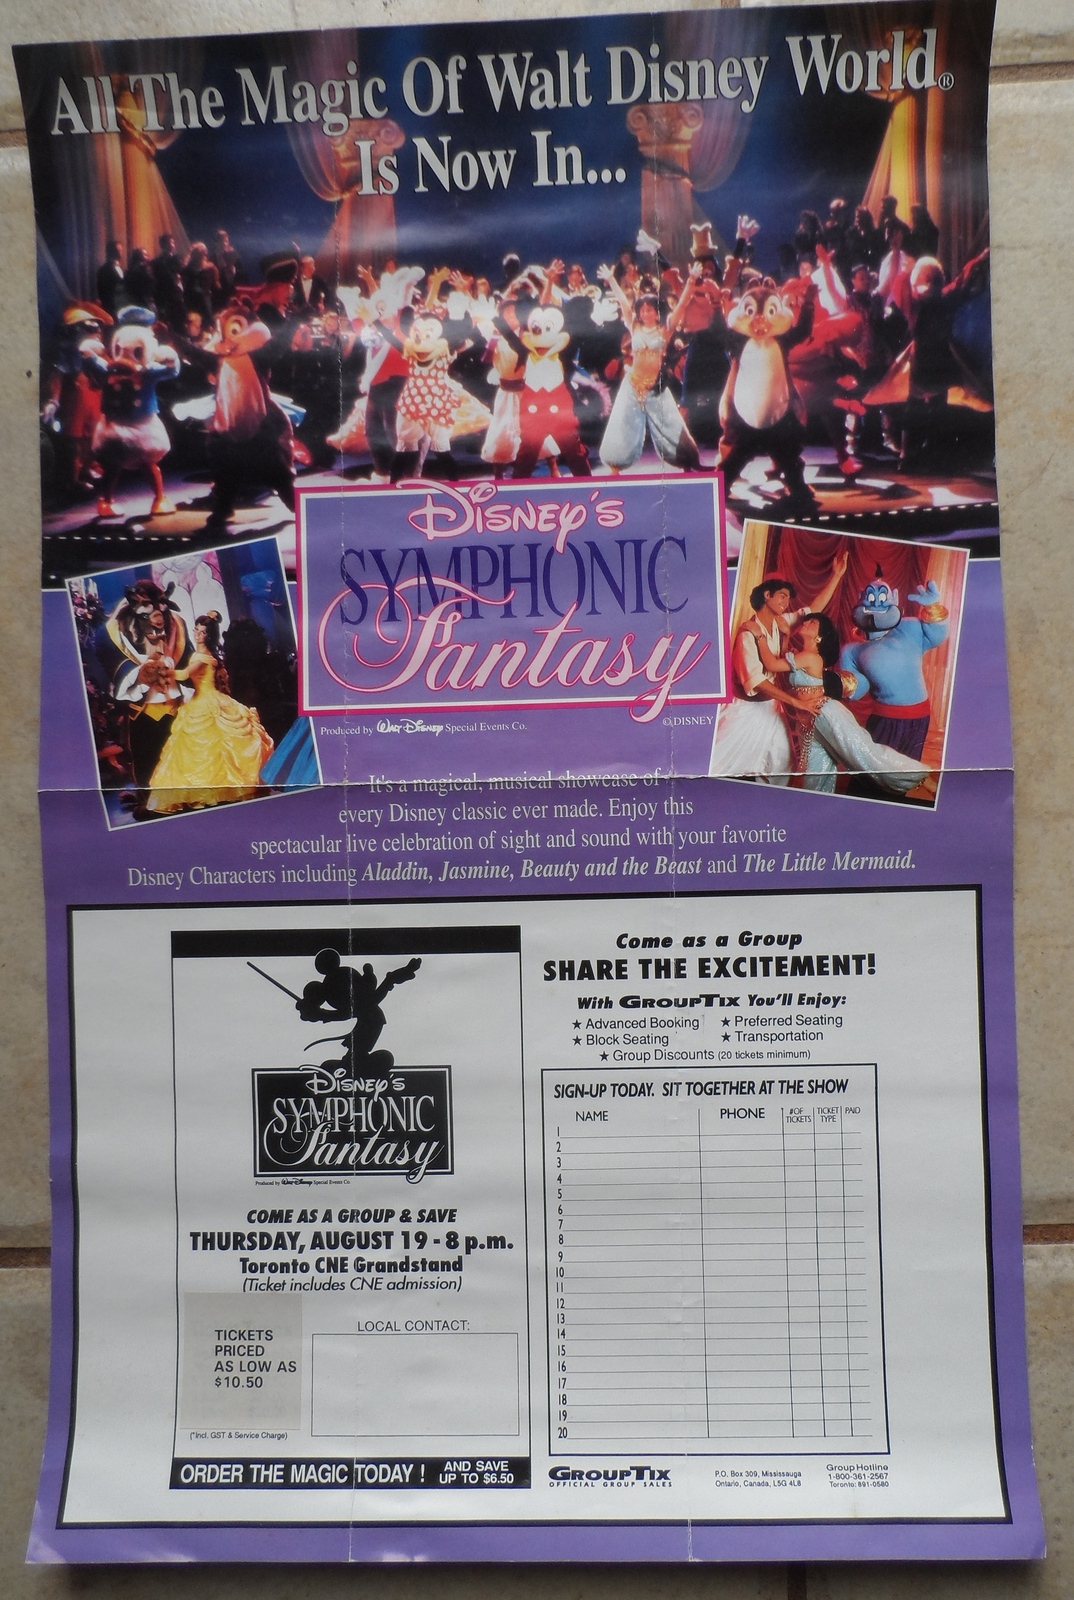 All The Magic Of Walt Disney World®
Is Now In...
Disney's
SYMPHONIC
Fantasy
Produced by Walt Disney Special Events Co.
© DISNEY
It's a magical, musical showcase of
every Disney classic ever made. Enjoy this
spectacular live celebration of sight and sound with your favorite
Disney Characters including Aladdin, Jasmine, Beauty and the Beast and The Little Mermaid.
Disney's
SYMPHONIC
Fantasy
Produced by Walt Disney Special Events Co.
COME AS A GROUP & SAVE
THURSDAY, AUGUST 19 - 8 p.m.
Toronto CNE Grandstand
(Ticket includes CNE admission)
TICKETS
PRICED
AS LOW AS
$10.50
(*Incl. GST & Service Charge)
LOCAL CONTACT:
ORDER THE MAGIC TODAY !
AND SAVE
UP TO $6.50
Come as a Group
SHARE THE EXCITEMENT!
With GROUPTIX You'll Enjoy:
★ Advanced Booking ★ Preferred Seating
★ Block Seating ★ Transportation
★ Group Discounts (20 tickets minimum)
SIGN-UP TODAY. SIT TOGETHER AT THE SHOW
NAME PHONE # OF TICKETS TICKET TYPE PAID
1
2
3
4
5
6
7
8
9
10
11
12
13
14
15
16
17
18
19
20
GROUPTIX
OFFICIAL GROUP SALES
P.O. Box 309, Mississauga
Ontario, Canada, L5G 4L8
Group Hotline
1-800-361-2567
Toronto: 891-0580